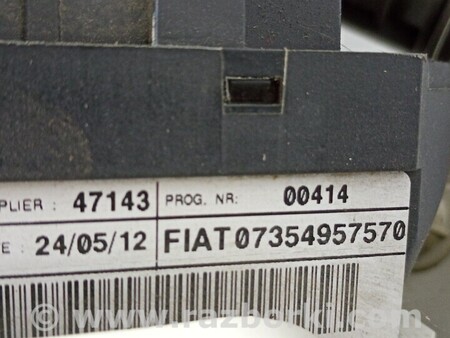 PLIER : 47143 PROG. NR: 00414
E : 24/05/12 FIAT 07354957570
www.razborki.com